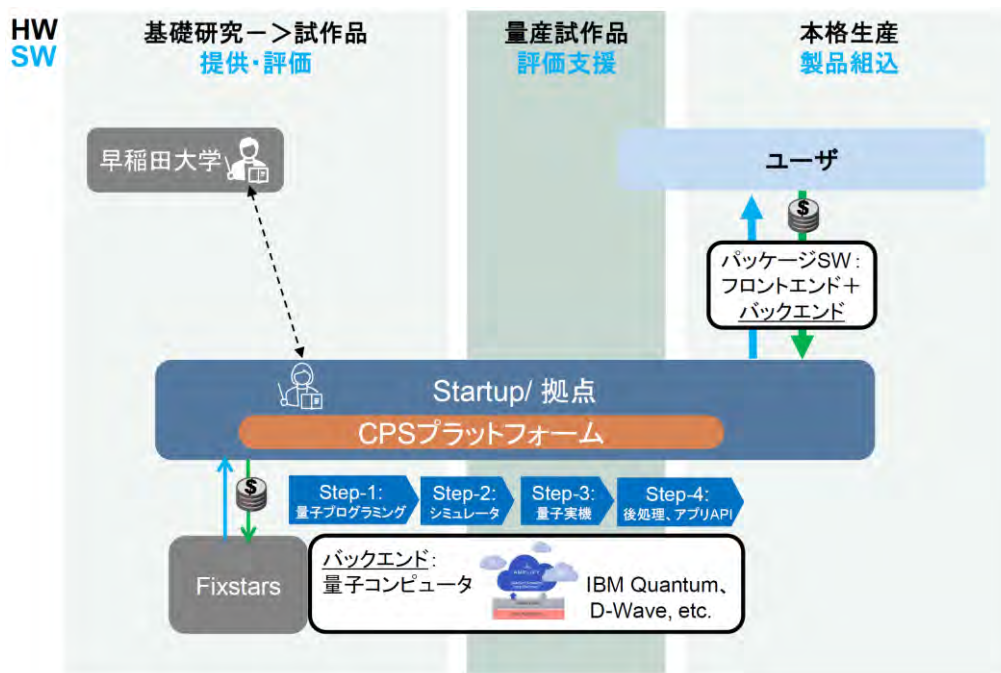 HW
SW
基礎研究ー>試作品
提供・評価
量産試作品
評価支援
本格生産
製品組込
早稲田大学
ユーザ
$
パッケージSW：
フロントエンド＋
バックエンド
Startup/ 拠点
CPSプラットフォーム
$
Step-1:
量子プログラミング
Step-2:
シミュレータ
Step-3:
量子実機
Step-4:
後処理、アプリAPI
Fixstars
バックエンド：
量子コンピュータ
IBM Quantum、
D-Wave, etc.